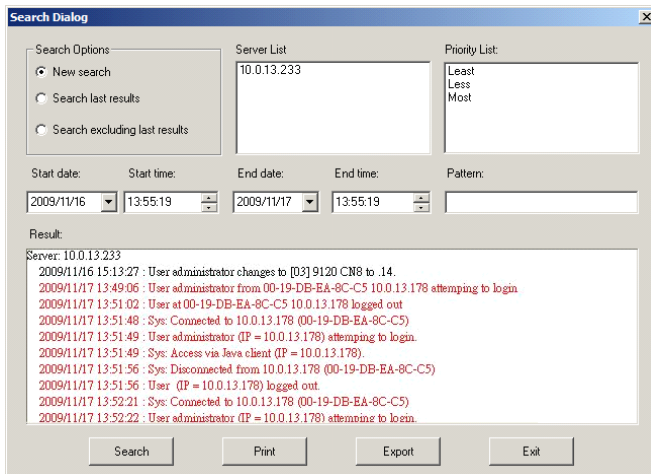 Search Dialog
Search Options
New search
Search last results
Search excluding last results
Server List
10.0.13.233
Priority List:
Least
Less
Most
Start date:
Start time:
End date:
End time:
Pattern:
2009/11/16
13:55:19
2009/11/17
13:55:19
Result:
Server: 10.0.13.233
2009/11/16 15:13:27 : User administrator changes to [03] 9120 CN8 to .14.
2009/11/17 13:49:06 : User administrator from 00-19-DB-EA-8C-C5 10.0.13.178 attemping to login
2009/11/17 13:51:02 : User at 00-19-DB-EA-8C-C5 10.0.13.178 logged out
2009/11/17 13:51:48 : Sys: Connected to 10.0.13.178 (00-19-DB-EA-8C-C5)
2009/11/17 13:51:49 : User administrator (IP = 10.0.13.178) attemping to login.
2009/11/17 13:51:49 : Sys: Access via Java client (IP = 10.0.13.178).
2009/11/17 13:51:56 : Sys: Disconnected from 10.0.13.178 (00-19-DB-EA-8C-C5)
2009/11/17 13:51:56 : User (IP = 10.0.13.178) logged out.
2009/11/17 13:52:21 : Sys: Connected to 10.0.13.178 (00-19-DB-EA-8C-C5)
2009/11/17 13:52:22 : User administrator (IP = 10.0.13.178) attemping to login.
Search
Print
Export
Exit